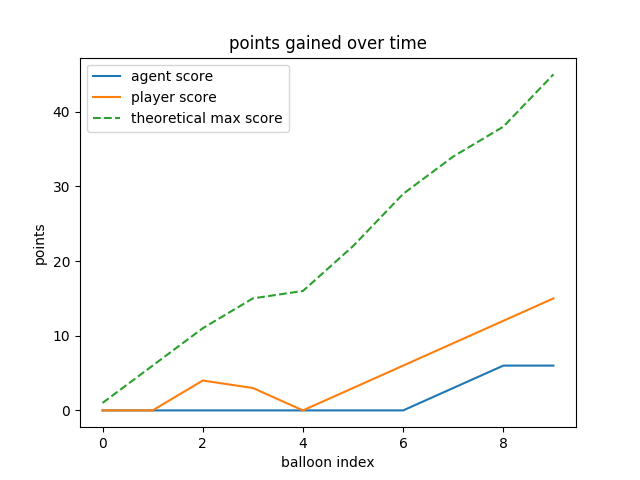 points gained over time
agent score
player score
theoretical max score
points
40
30
20
10
0
0 2 4 6 8
balloon index